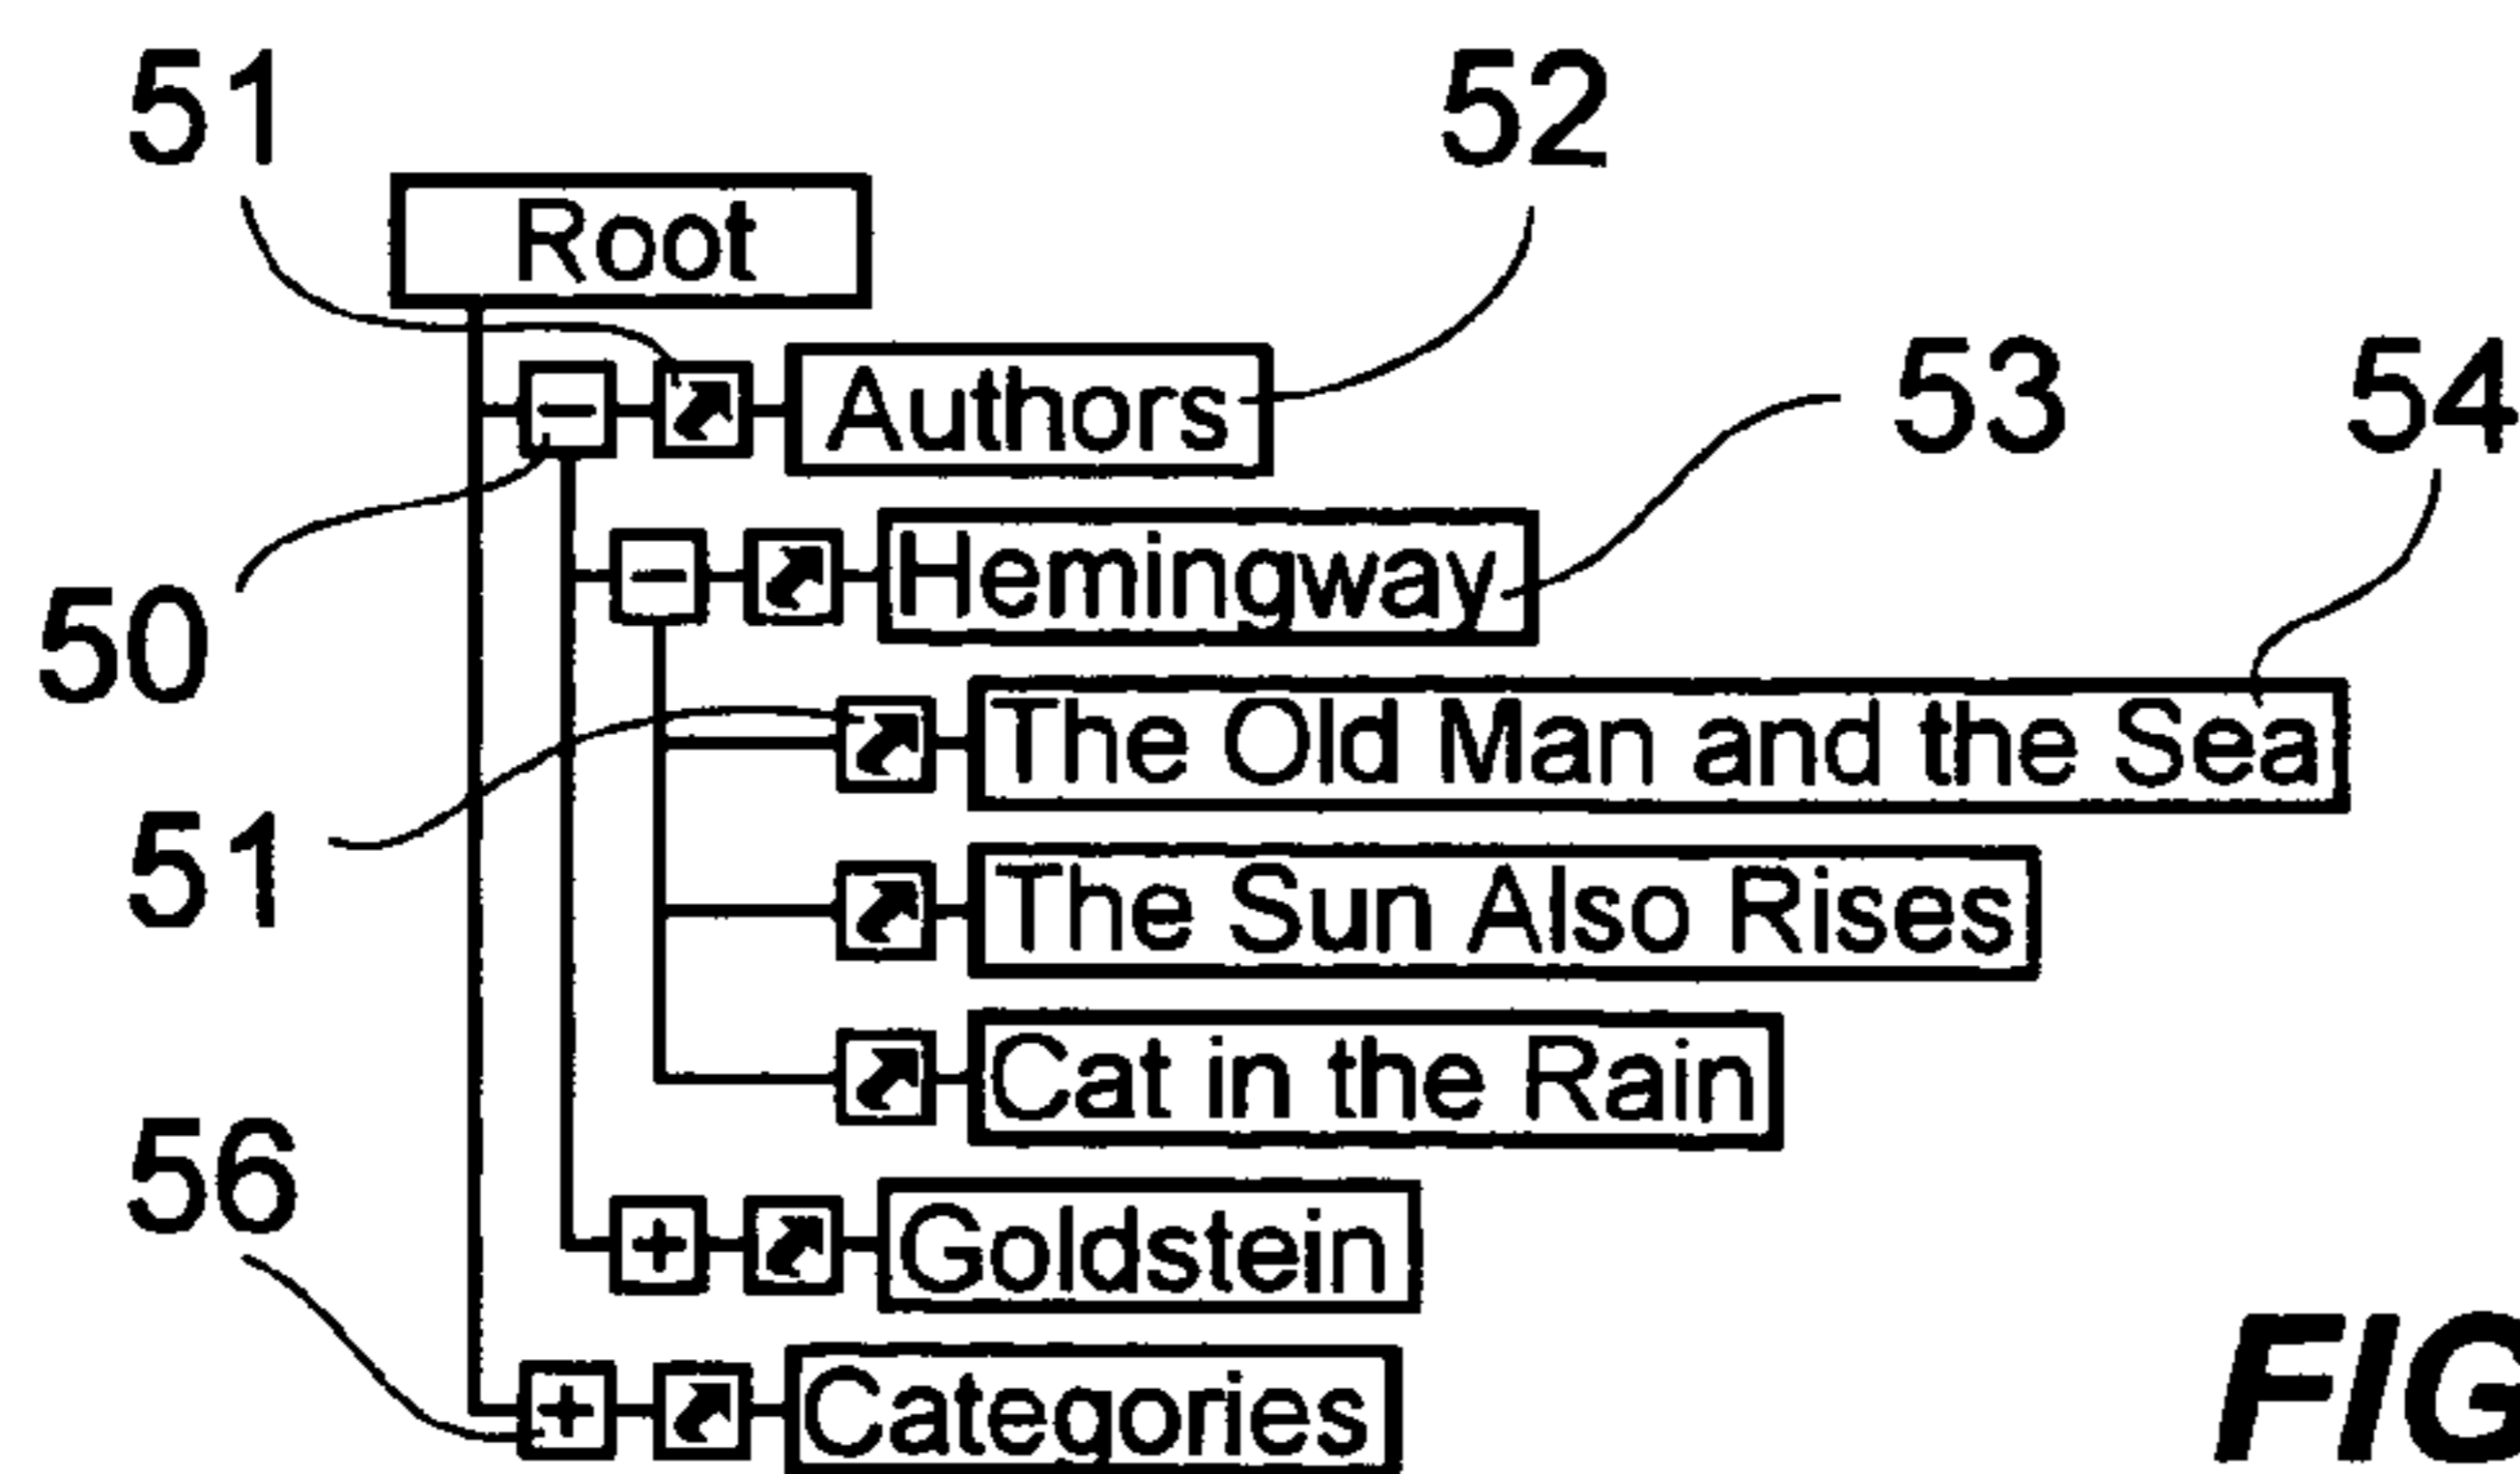 51
52
Root
Authors
53
54
50
Hemingway
The Old Man and the Sea
51
The Sun Also Rises
Cat in the Rain
56
Goldstein
Categories
FIG